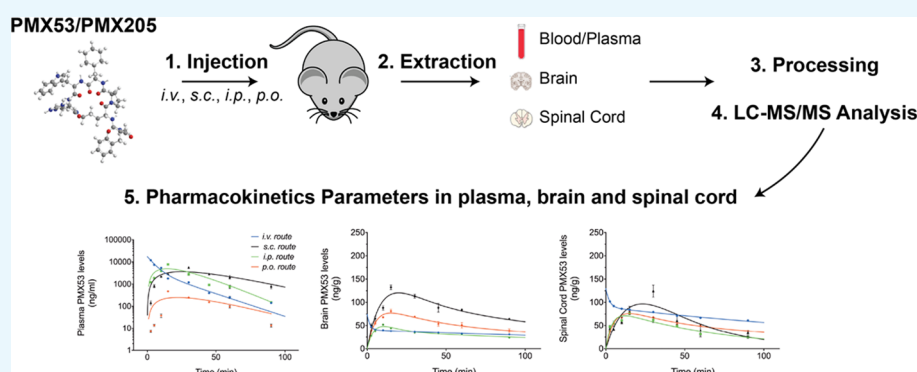 PMX53/PMX205
1. Injection
i.v., s.c., i.p., p.o.
2. Extraction
Blood/Plasma
Brain
Spinal Cord
3. Processing
4. LC-MS/MS Analysis
5. Pharmacokinetics Parameters in plasma, brain and spinal cord
Plasma PMX53 levels
(ng/ml)
100000
10000
1000
100
10
1
0
50
100
Time (min)
i.v. route
s.c. route
i.p. route
p.o. route
Brain PMX53 levels
(ng/g)
250
200
150
100
50
0
0
50
100
Time (min)
Spinal Cord PMX53 levels
(ng/g)
250
200
150
100
50
0
0
50
100
Time (min)